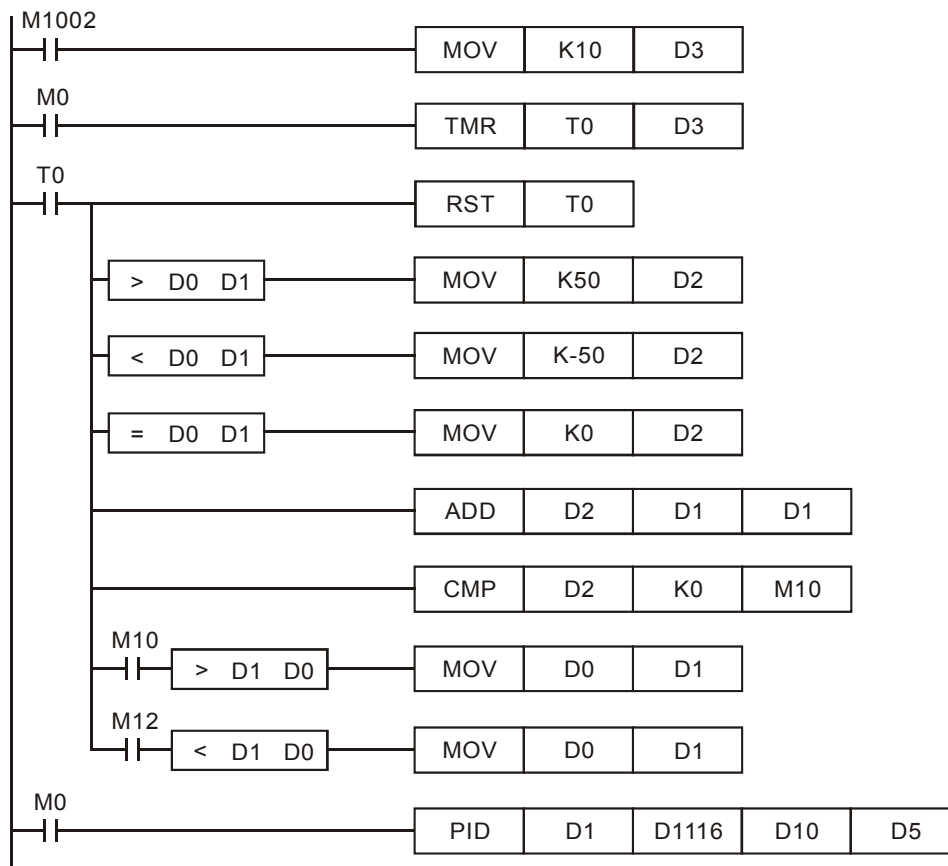 M1002
MOV K10 D3
M0
TMR T0 D3
T0
RST T0
> D0 D1 MOV K50 D2
< D0 D1 MOV K-50 D2
= D0 D1 MOV K0 D2
ADD D2 D1 D1
CMP D2 K0 M10
M10
> D1 D0 MOV D0 D1
M12
< D1 D0 MOV D0 D1
M0
PID D1 D1116 D10 D5